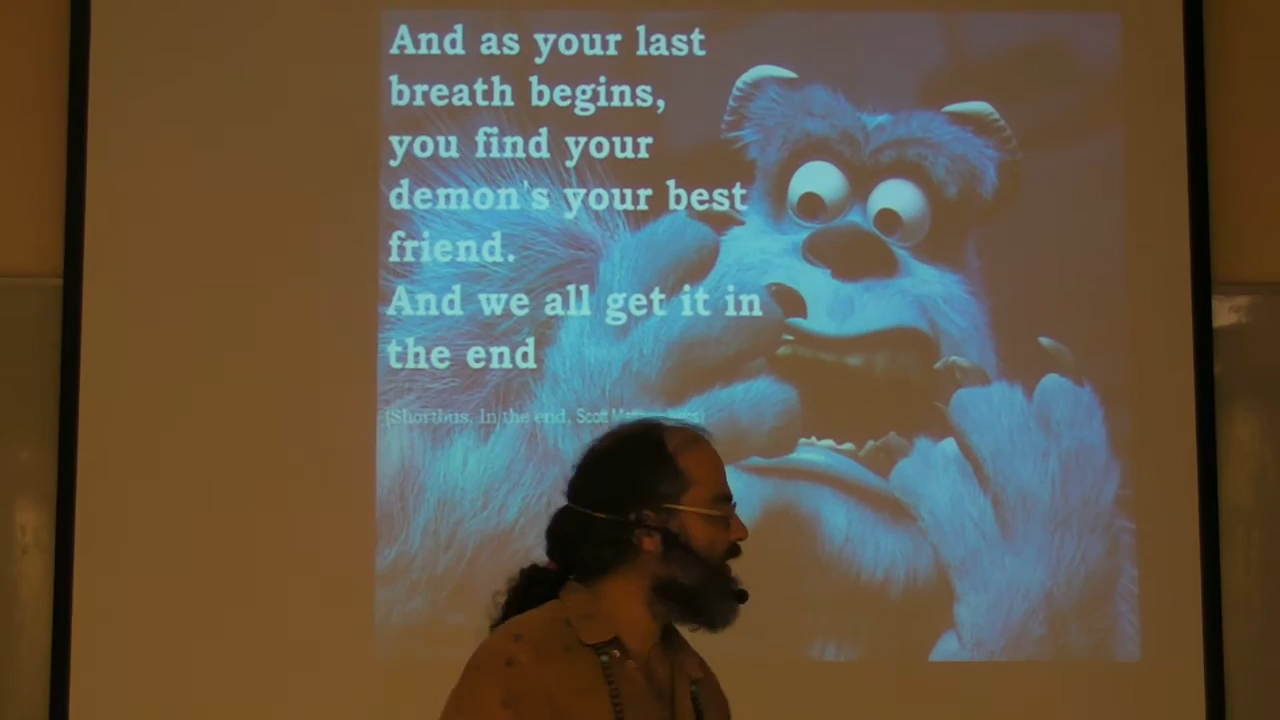 And as your last
breath begins,
you find your
demon's your best
friend.
And we all get it in
the end
(Shortbus. In the end. Scott